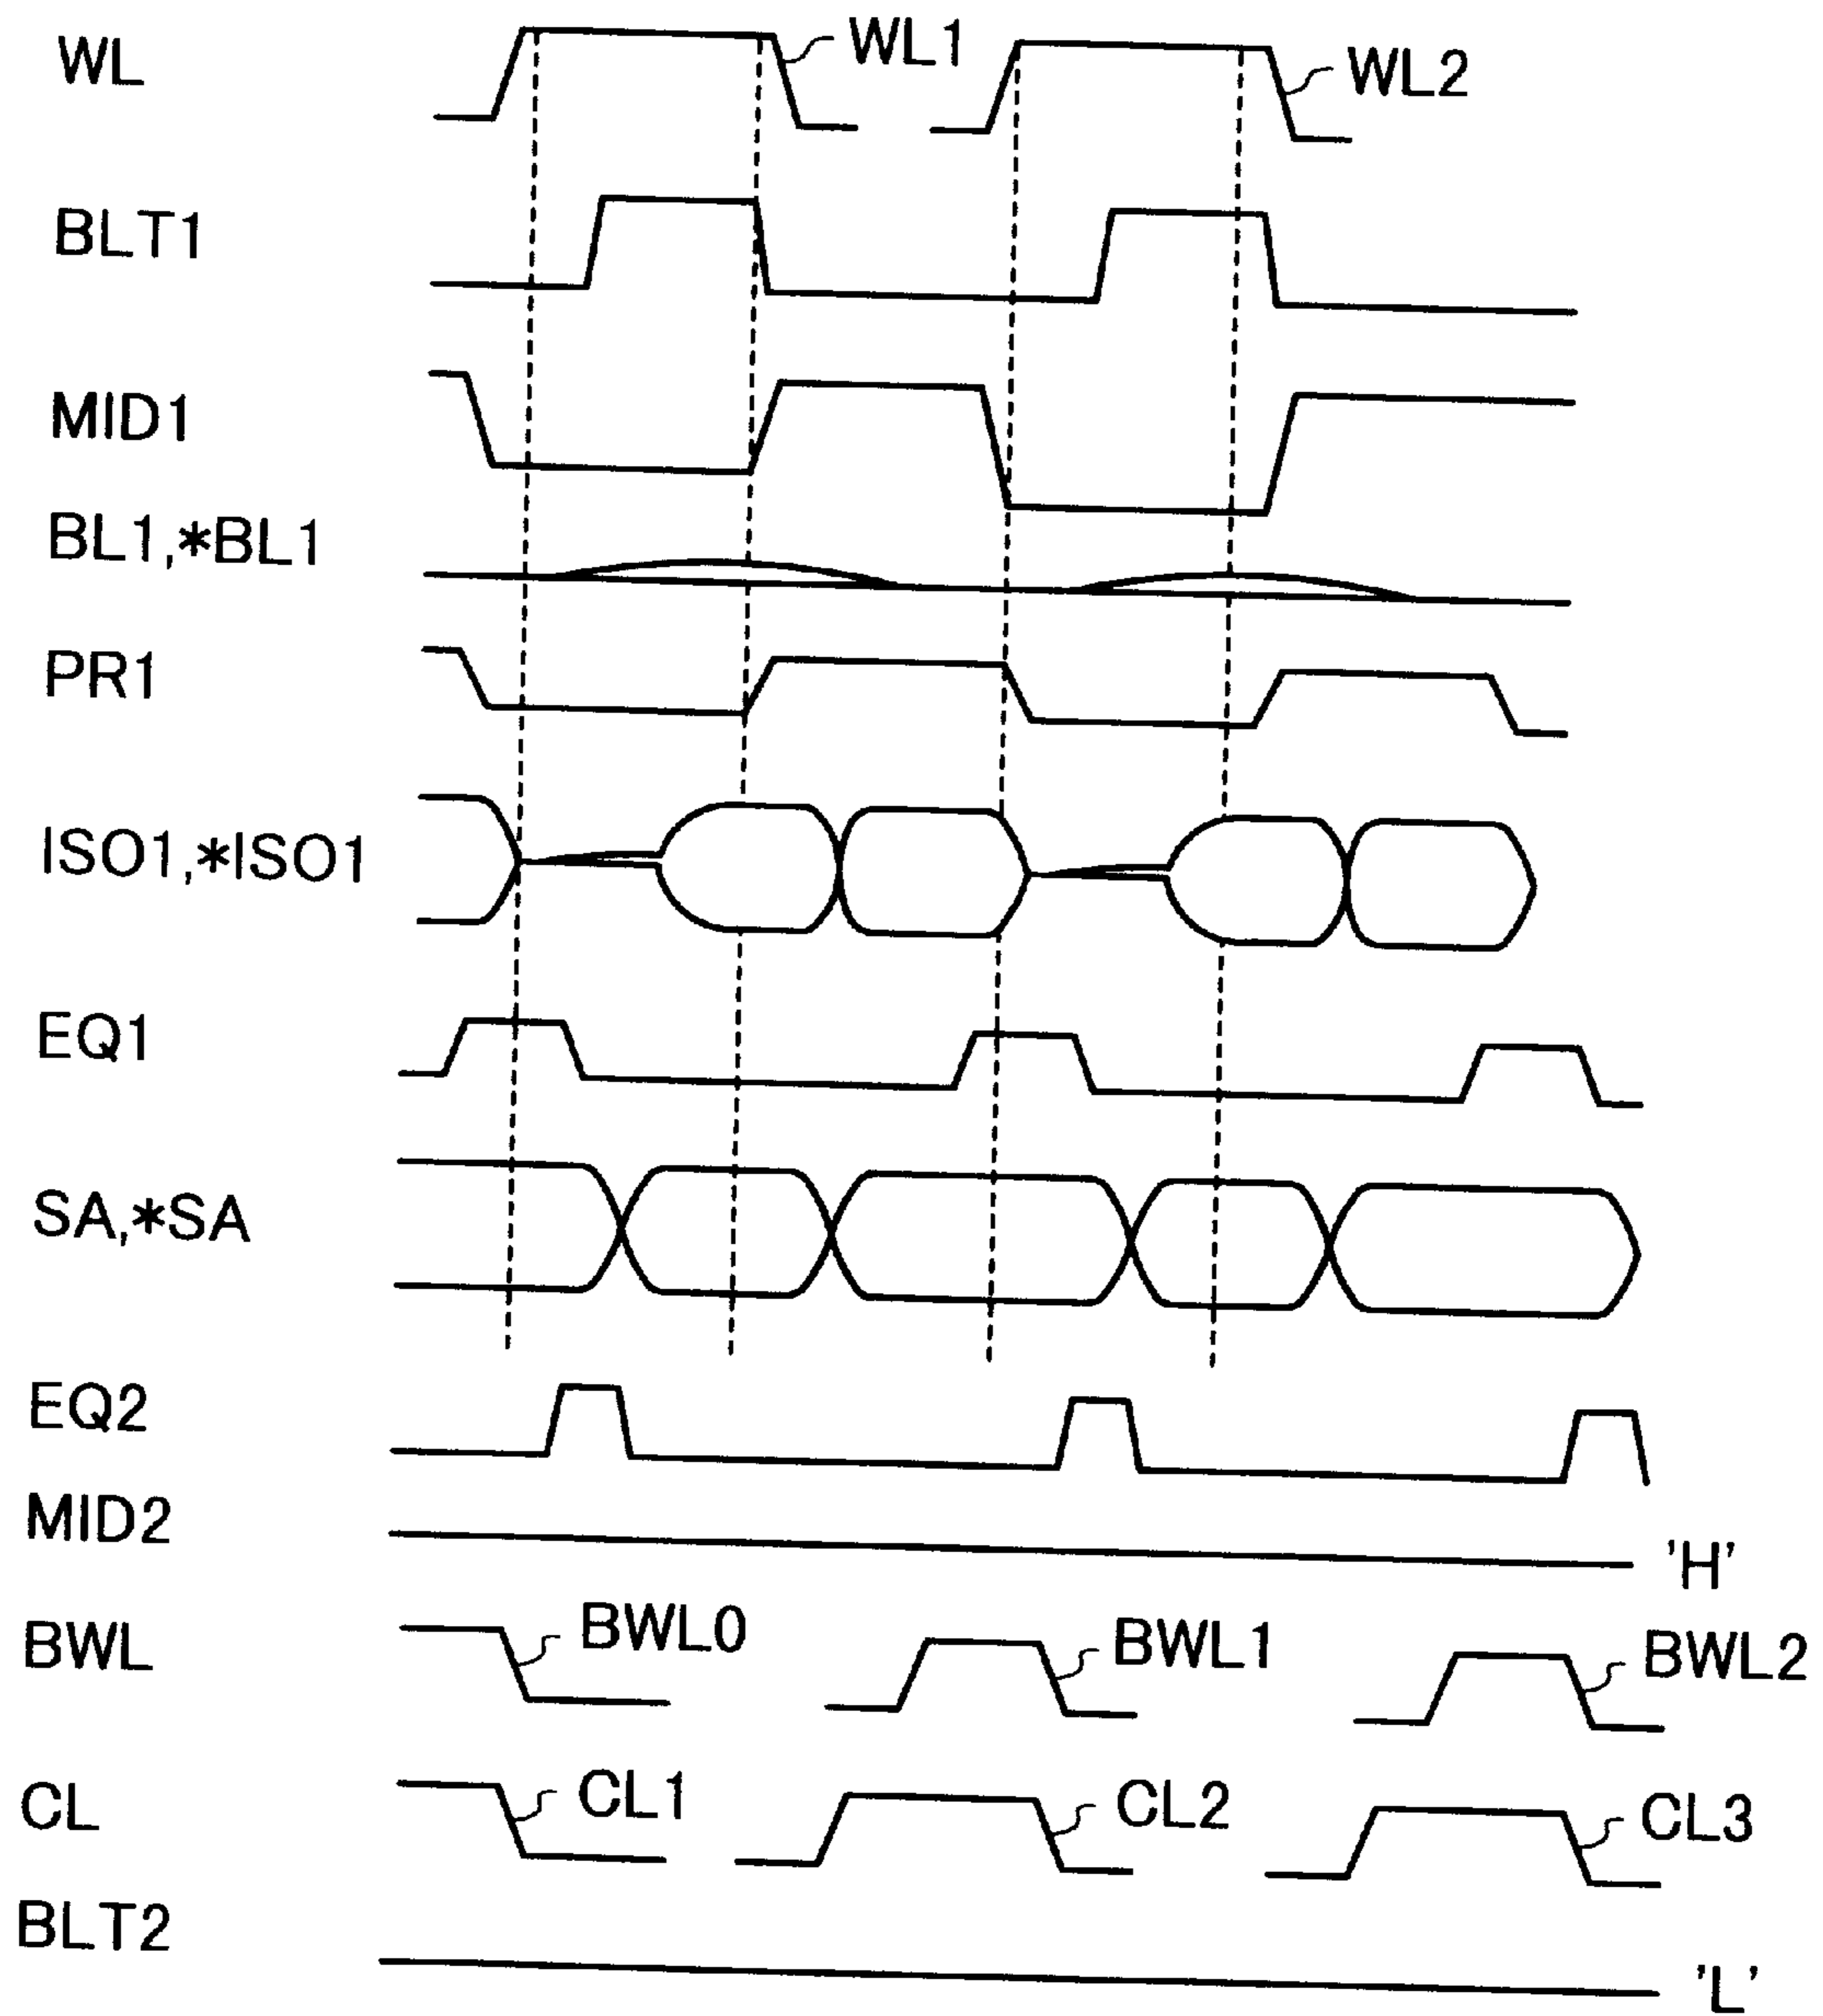 WL WL1 WL2
BLT1
MID1
BL1,*BL1
PR1
ISO1,*ISO1
EQ1
SA,*SA
EQ2
MID2 'H'
BWL BWL0 BWL1 BWL2
CL CL1 CL2 CL3
BLT2 'L'